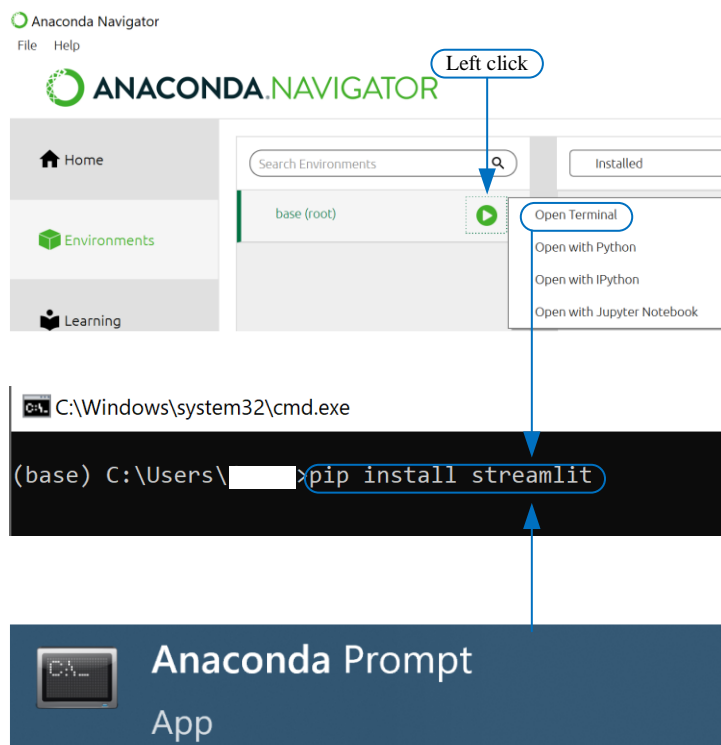 Anaconda Navigator
File Help
Left click
ANACONDA.NAVIGATOR
Home
Search Environments
Installed
base (root)
Open Terminal
Environments
Open with Python
Open with IPython
Learning
Open with Jupyter Notebook
C:\Windows\system32\cmd.exe
(base) C:\Users\ >pip install streamlit
C:\_
Anaconda Prompt
App